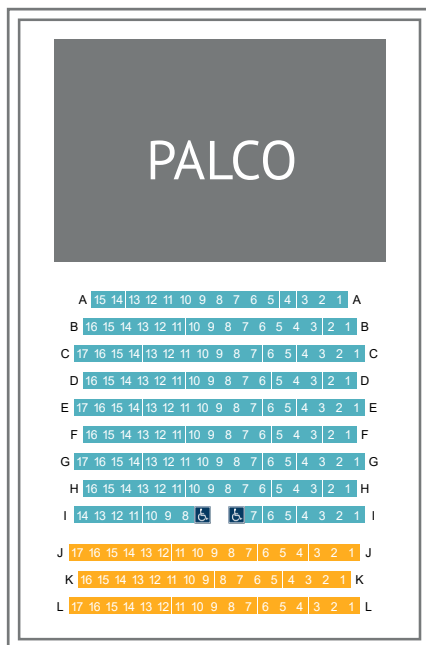 PALCO
A 15 14 13 12 11 10 9 8 7 6 5 4 3 2 1 A
B 16 15 14 13 12 11 10 9 8 7 6 5 4 3 2 1 B
C 17 16 15 14 13 12 11 10 9 8 7 6 5 4 3 2 1 C
D 16 15 14 13 12 11 10 9 8 7 6 5 4 3 2 1 D
E 17 16 15 14 13 12 11 10 9 8 7 6 5 4 3 2 1 E
F 16 15 14 13 12 11 10 9 8 7 6 5 4 3 2 1 F
G 17 16 15 14 13 12 11 10 9 8 7 6 5 4 3 2 1 G
H 16 15 14 13 12 11 10 9 8 7 6 5 4 3 2 1 H
I 14 13 12 11 10 9 8 7 6 5 4 3 2 1 I
J 17 16 15 14 13 12 11 10 9 8 7 6 5 4 3 2 1 J
K 16 15 14 13 12 11 10 9 8 7 6 5 4 3 2 1 K
L 17 16 15 14 13 12 11 10 9 8 7 6 5 4 3 2 1 L